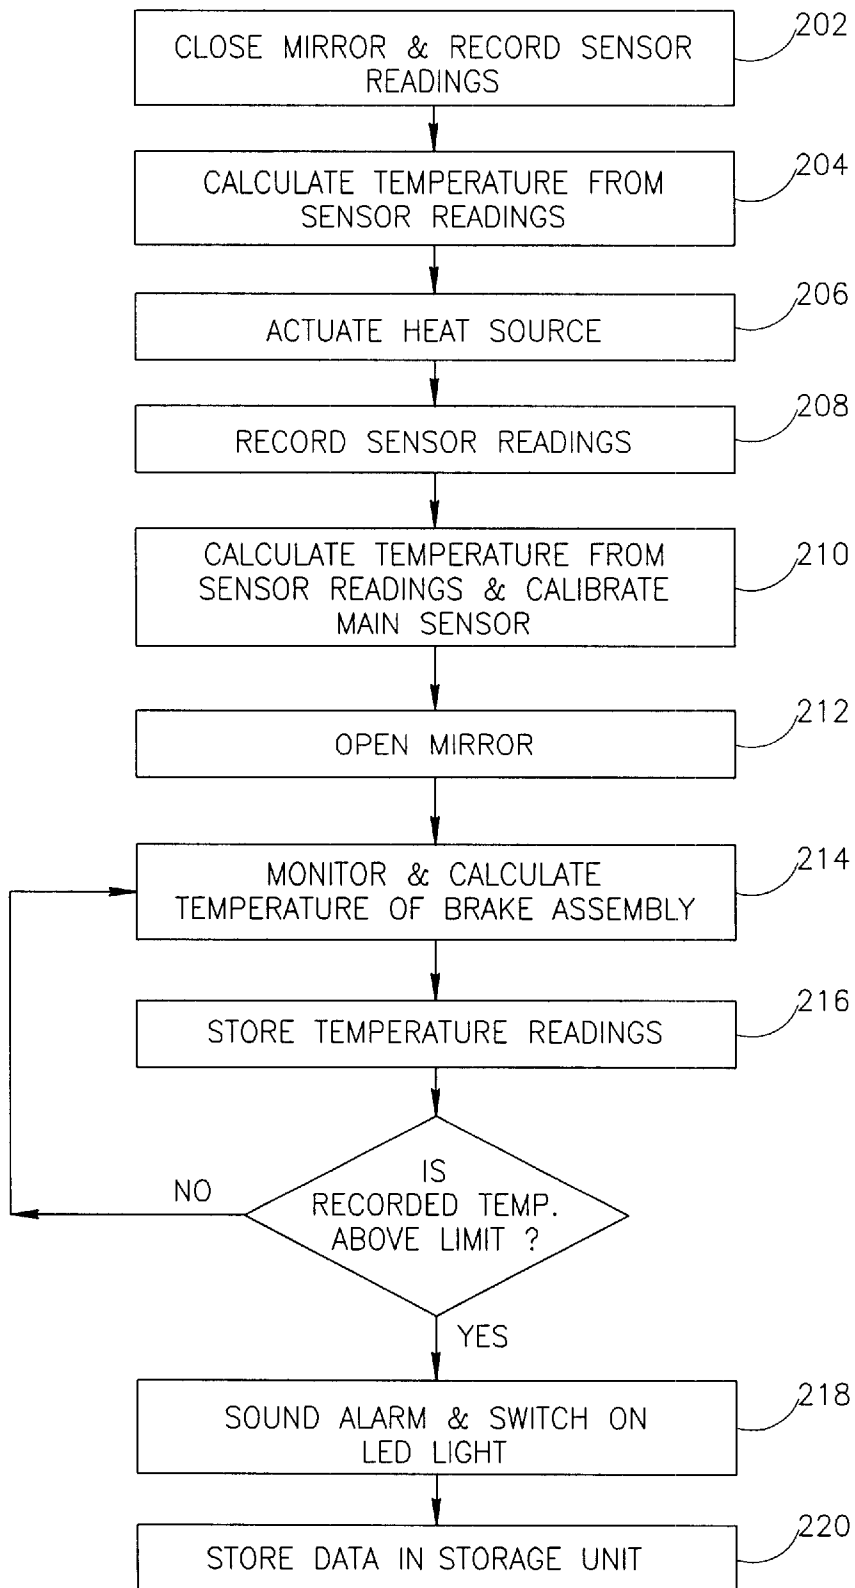 202
CLOSE MIRROR & RECORD SENSOR
READINGS
204
CALCULATE TEMPERATURE FROM
SENSOR READINGS
206
ACTUATE HEAT SOURCE
208
RECORD SENSOR READINGS
210
CALCULATE TEMPERATURE FROM
SENSOR READINGS & CALIBRATE
MAIN SENSOR
212
OPEN MIRROR
214
MONITOR & CALCULATE
TEMPERATURE OF BRAKE ASSEMBLY
216
STORE TEMPERATURE READINGS
IS
RECORDED TEMP.
ABOVE LIMIT ?
NO
YES
218
SOUND ALARM & SWITCH ON
LED LIGHT
220
STORE DATA IN STORAGE UNIT